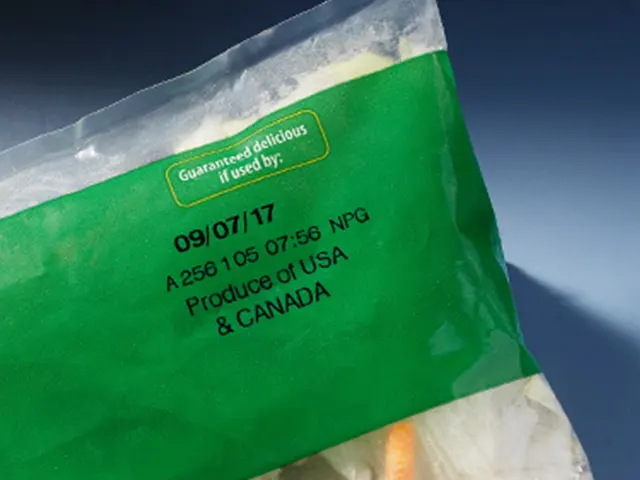 Guaranteed delicious
if used by:
09/07/17
A 256 1 05 07:56 NPG
Produce of USA
& CANADA